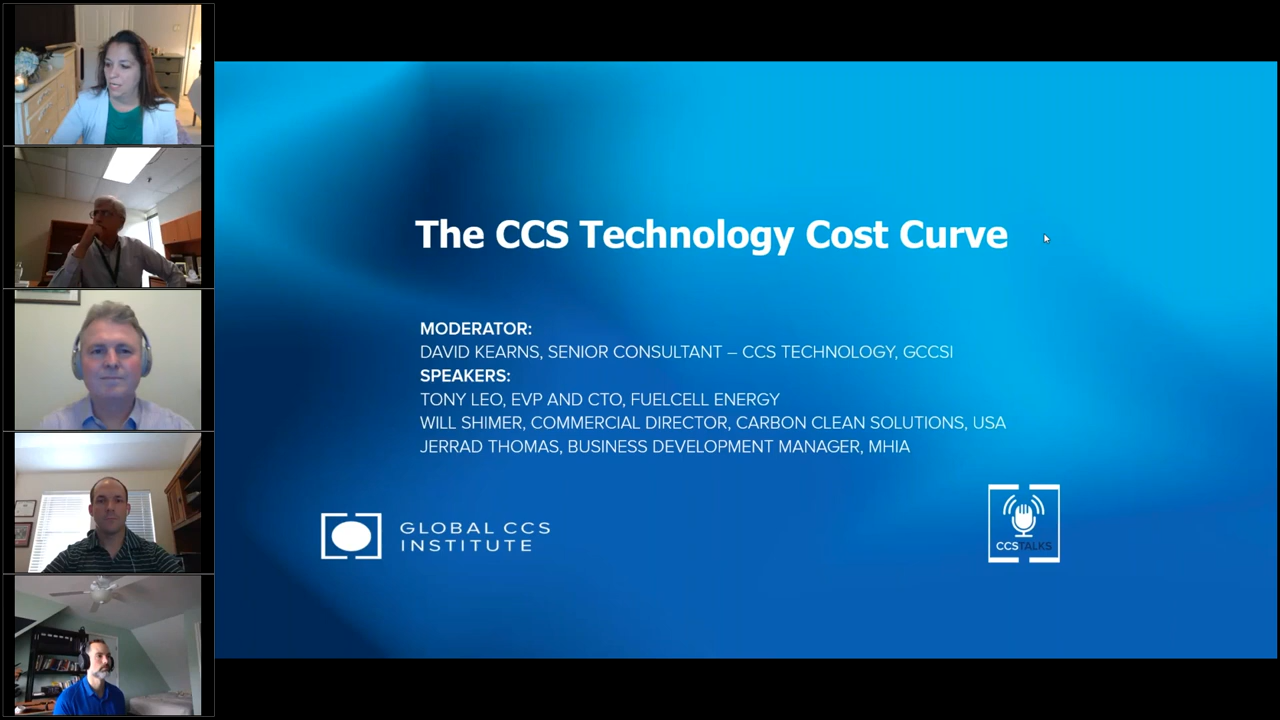 The CCS Technology Cost Curve
MODERATOR:
DAVID KEARNS, SENIOR CONSULTANT – CCS TECHNOLOGY, GCCSI
SPEAKERS:
TONY LEO, EVP AND CTO, FUELCELL ENERGY
WILL SHIMER, COMMERCIAL DIRECTOR, CARBON CLEAN SOLUTIONS, USA
JERRAD THOMAS, BUSINESS DEVELOPMENT MANAGER, MHIA
GLOBAL CCS
INSTITUTE
CCSTALKS